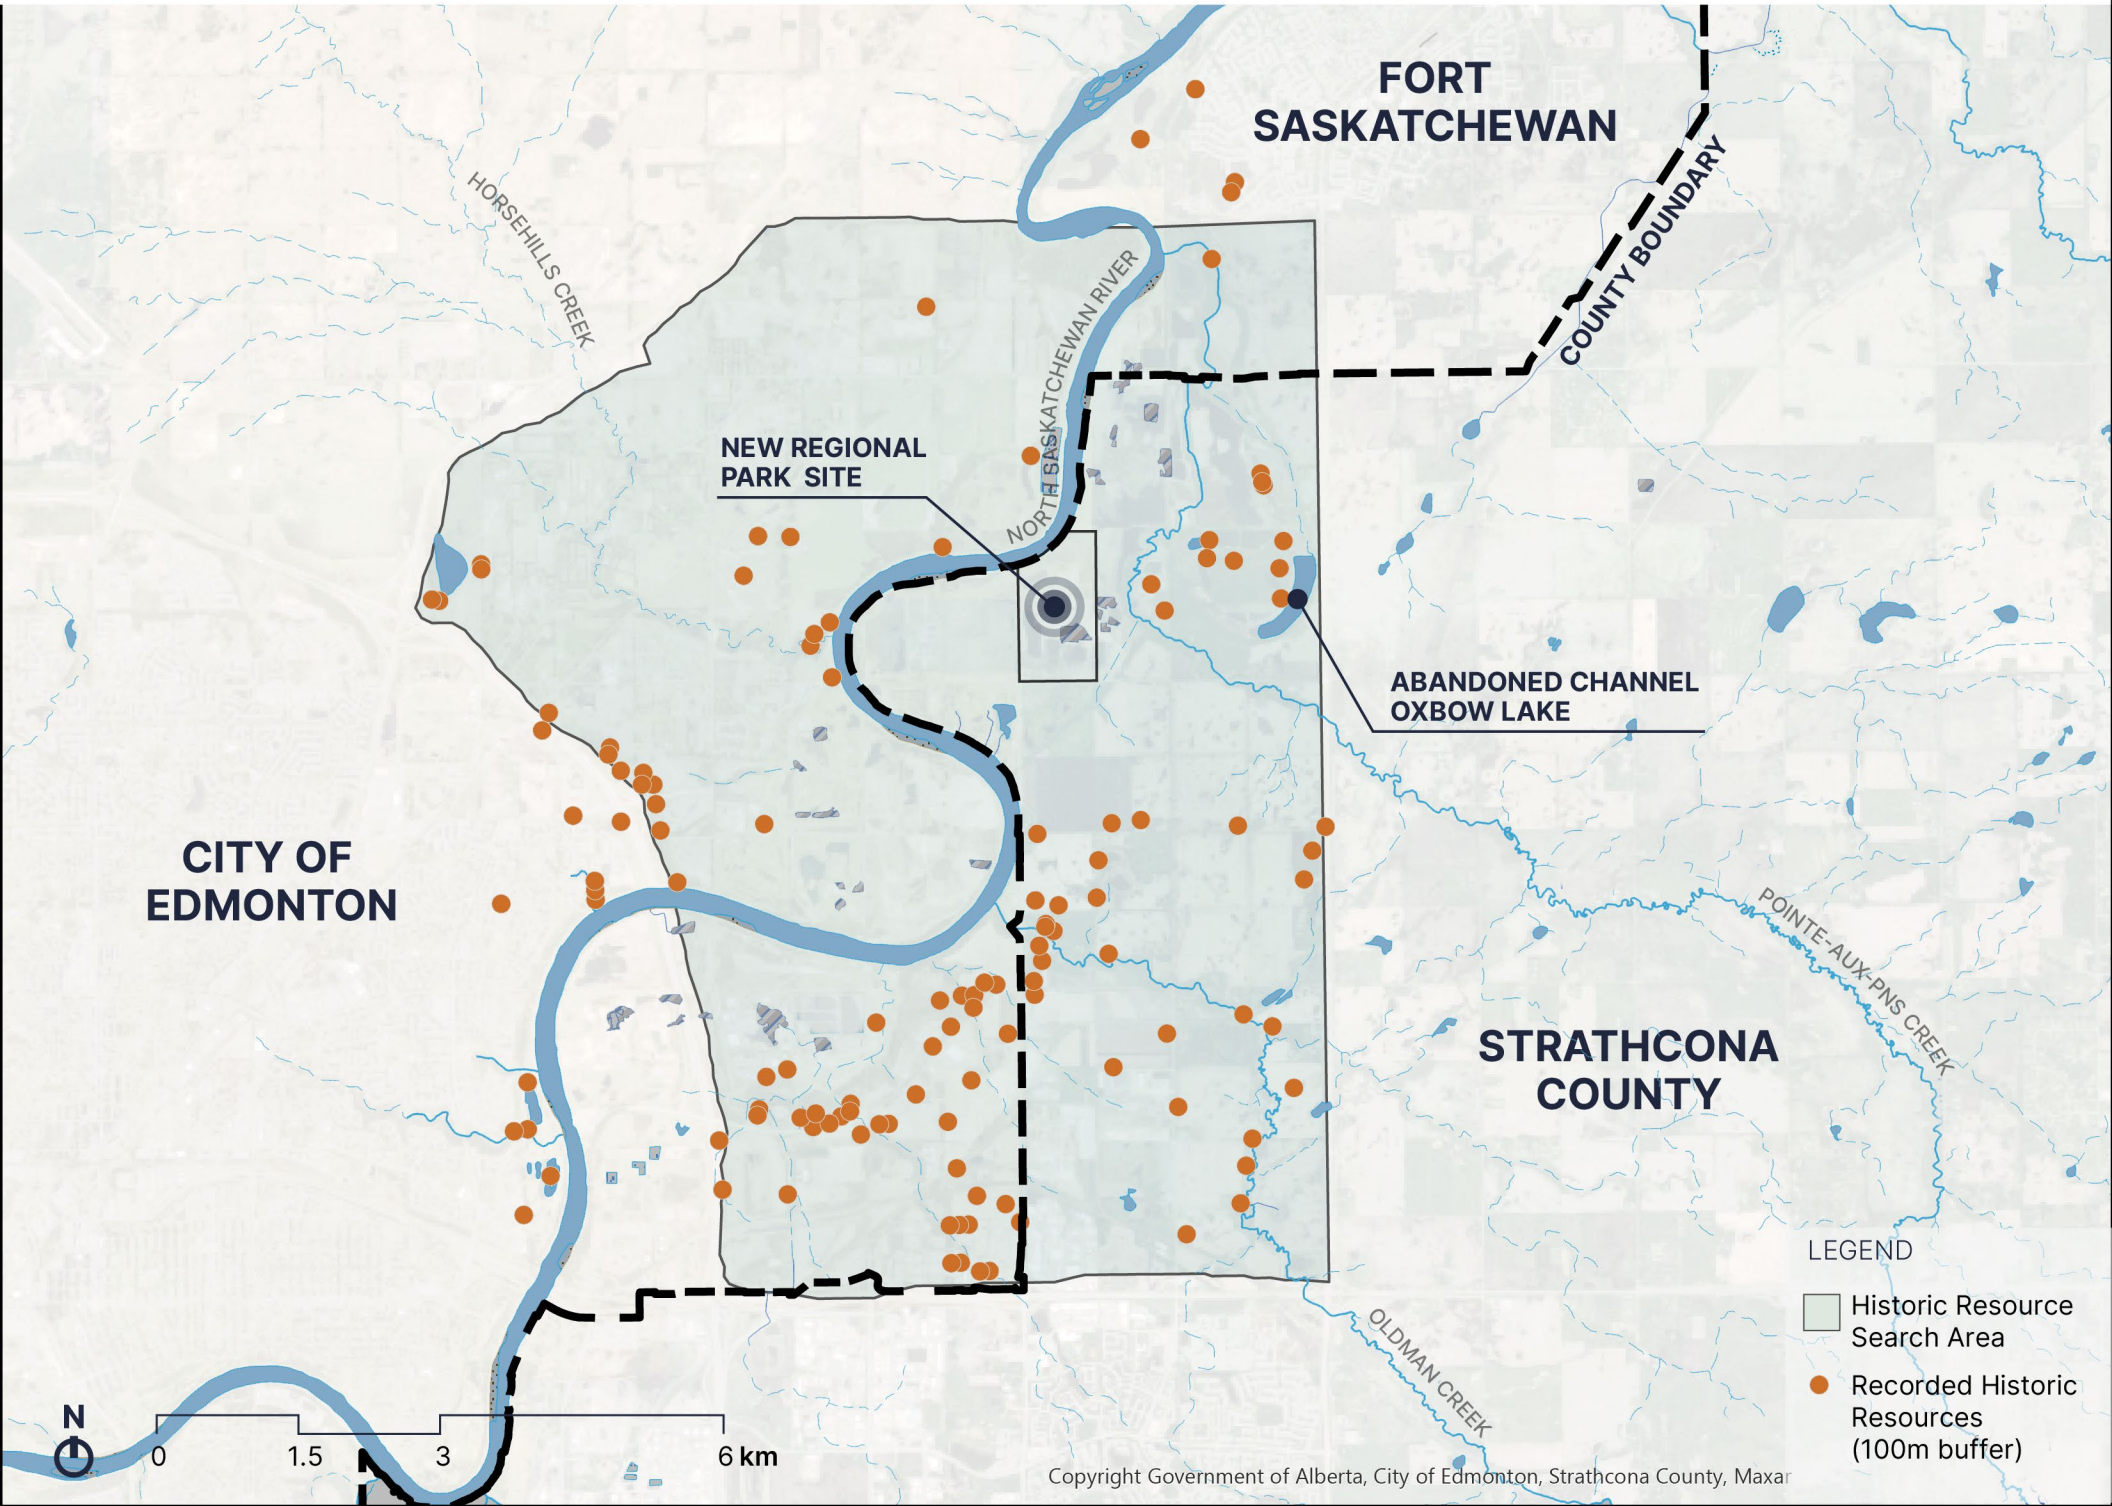 FORT
SASKATCHEWAN
HORSEHILLS CREEK
COUNTY BOUNDARY
NORTH SASKATCHEWAN RIVER
NEW REGIONAL
PARK SITE
ABANDONED CHANNEL
OXBOW LAKE
CITY OF
EDMONTON
POINTE-AUX-PNS CREEK
STRATHCONA
COUNTY
LEGEND
Historic Resource
Search Area
Recorded Historic
Resources
(100m buffer)
OLDMAN CREEK
N
0 1.5 3 6 km
Copyright Government of Alberta, City of Edmonton, Strathcona County, Maxar